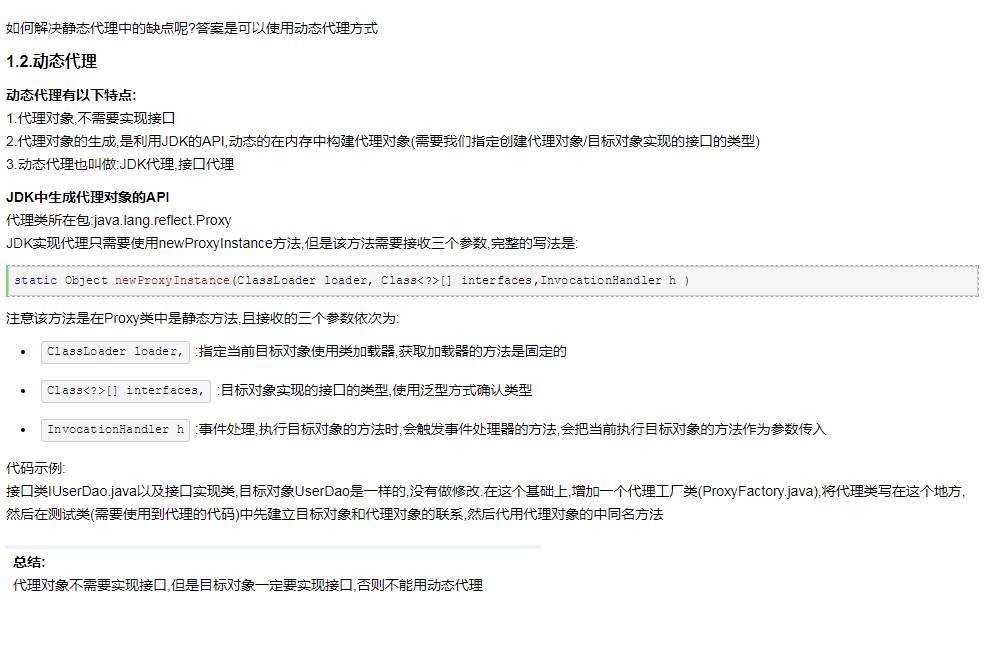 如何解决静态代理中的缺点呢?答案是可以使用动态代理方式
1.2.动态代理
动态代理有以下特点:
1.代理对象,不需要实现接口
2.代理对象的生成,是利用JDK的API,动态的在内存中构建代理对象(需要我们指定创建代理对象/目标对象实现的接口的类型)
3.动态代理也叫做:JDK代理,接口代理
JDK中生成代理对象的API
代理类所在包:java.lang.reflect.Proxy
JDK实现代理只需要使用newProxyInstance方法,但是该方法需要接收三个参数,完整的写法是:
static Object newProxyInstance(ClassLoader loader, Class<?>[] interfaces,InvocationHandler h )
注意该方法是在Proxy类中是静态方法,且接收的三个参数依次为:
• ClassLoader loader, :指定当前目标对象使用类加载器,获取加载器的方法是固定的
• Class<?>[] interfaces, :目标对象实现的接口的类型,使用泛型方式确认类型
• InvocationHandler h :事件处理,执行目标对象的方法时,会触发事件处理器的方法,会把当前执行目标对象的方法作为参数传入
代码示例:
接口类IUserDao.java以及接口实现类,目标对象UserDao是一样的,没有做修改.在这个基础上,增加一个代理工厂类(ProxyFactory.java),将代理类写在这个地方,
然后在测试类(需要使用到代理的代码)中先建立目标对象和代理对象的联系,然后代用代理对象的中同名方法
总结:
代理对象不需要实现接口,但是目标对象一定要实现接口,否则不能用动态代理